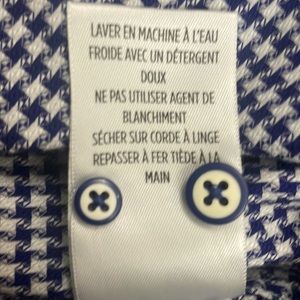 LAVER EN MACHINE À L'EAU
FROIDE AVEC UN DÉTERGENT
DOUX
NE PAS UTILISER AGENT DE
BLANCHIMENT
SÉCHER SUR CORDE À LINGE
REPASSER À FER TIÈDE À LA
MAIN